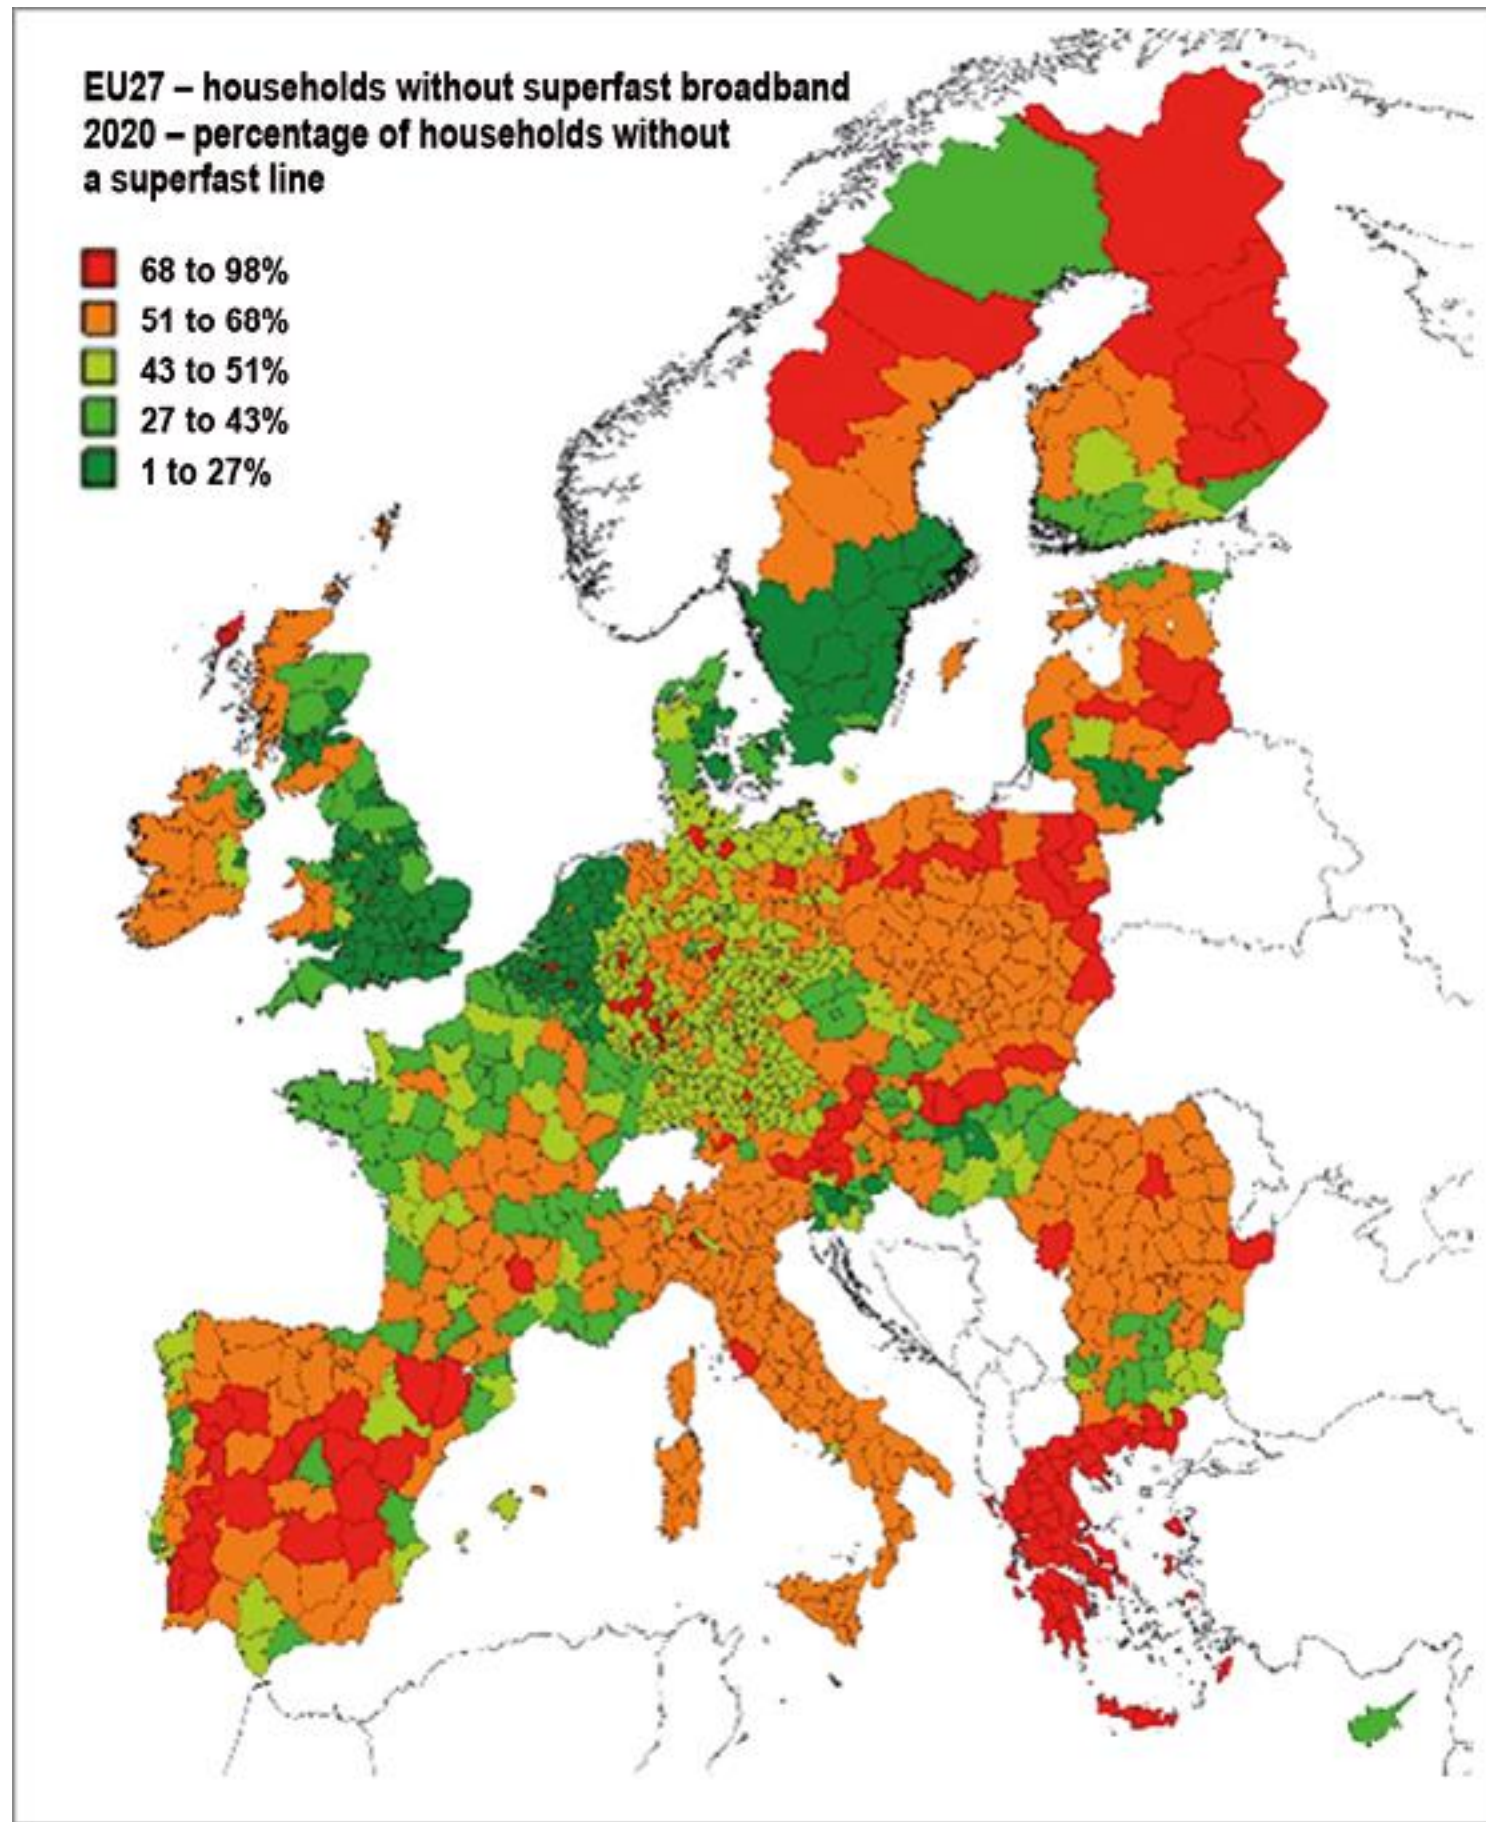 EU27 – households without superfast broadband
2020 – percentage of households without
a superfast line
68 to 98%
51 to 68%
43 to 51%
27 to 43%
1 to 27%